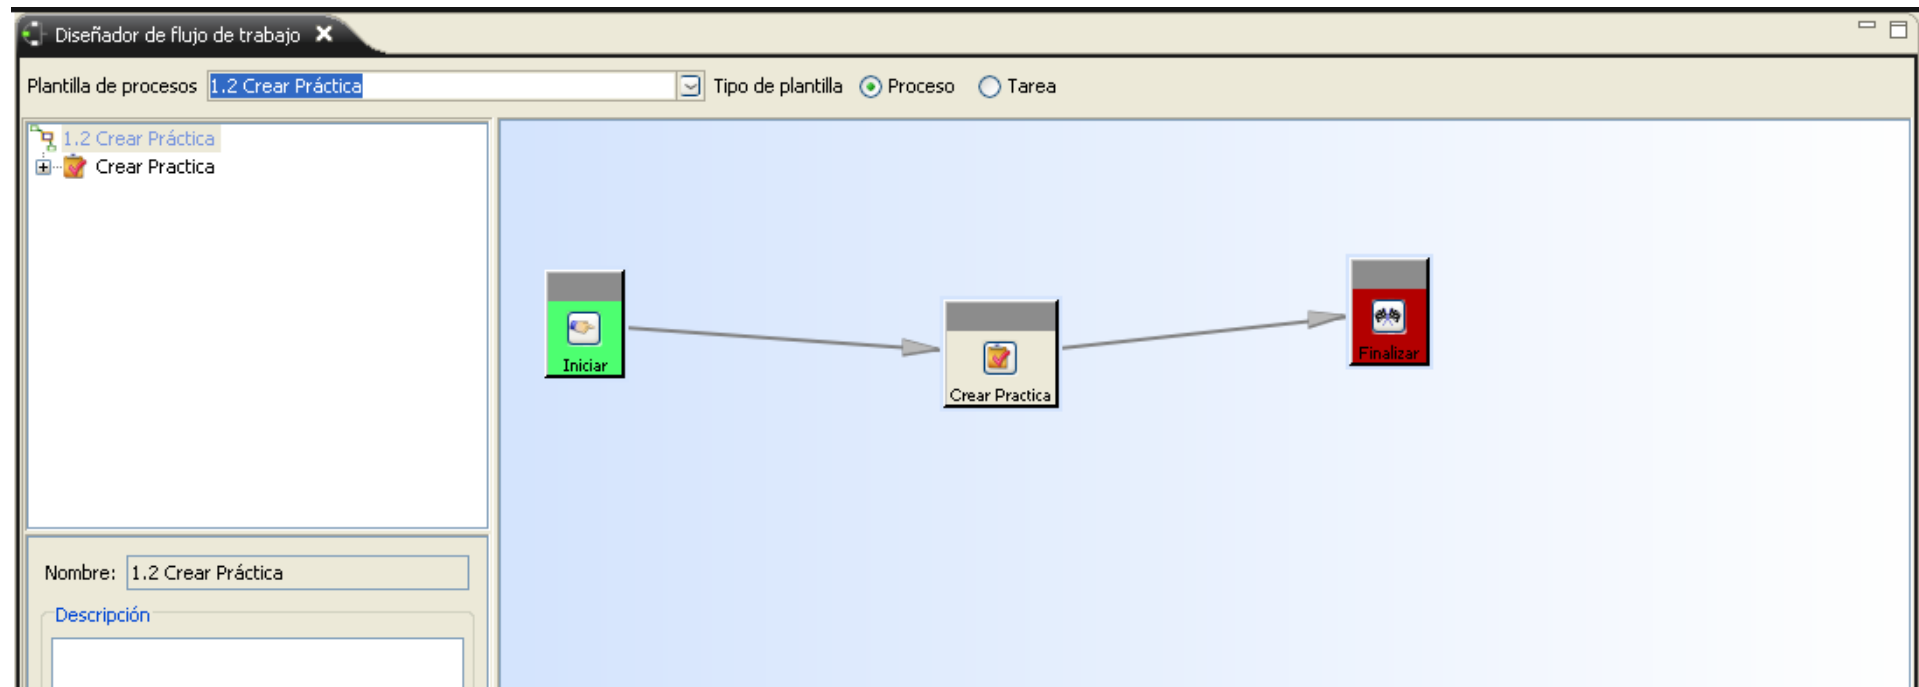 Diseñador de flujo de trabajo
Plantilla de procesos 1.2 Crear Práctica Tipo de plantilla Proceso Tarea
1.2 Crear Práctica
Crear Practica
Iniciar
Crear Practica
Finalizar
Nombre: 1.2 Crear Práctica
Descripción